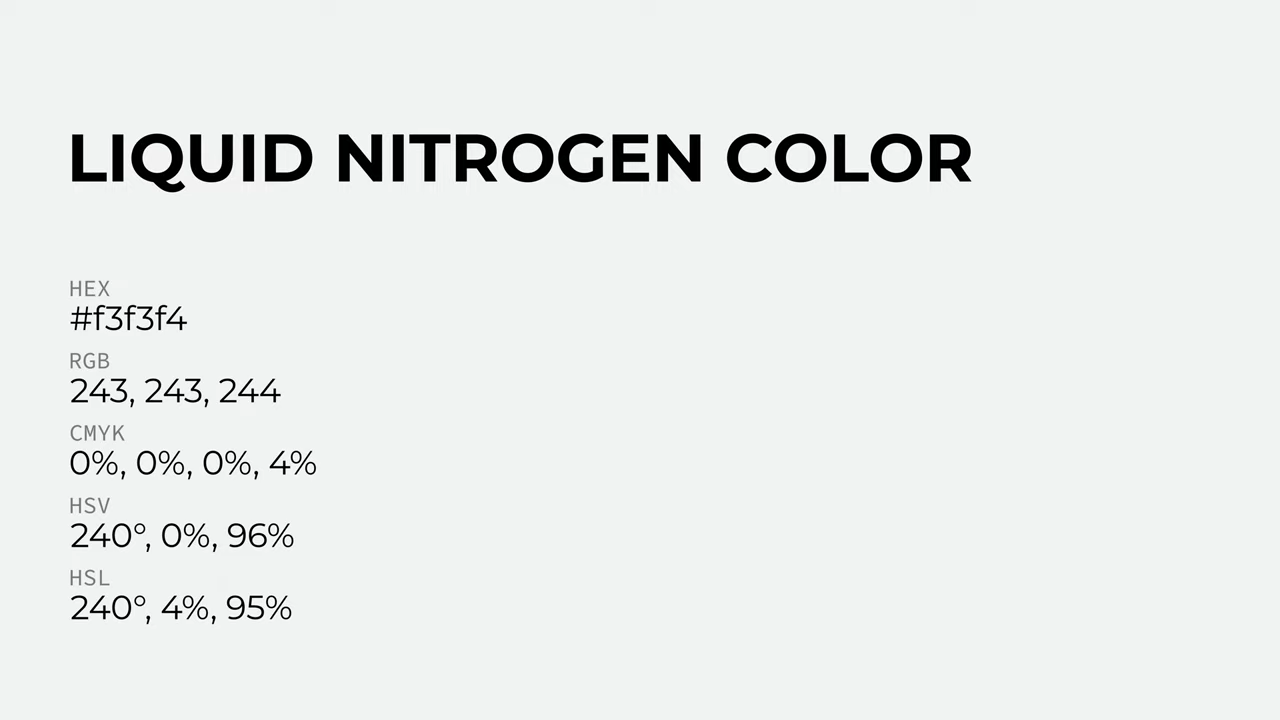 LIQUID NITROGEN COLOR
HEX
#f3f3f4
RGB
243, 243, 244
CMYK
0%, 0%, 0%, 4%
HSV
240°, 0%, 96%
HSL
240°, 4%, 95%